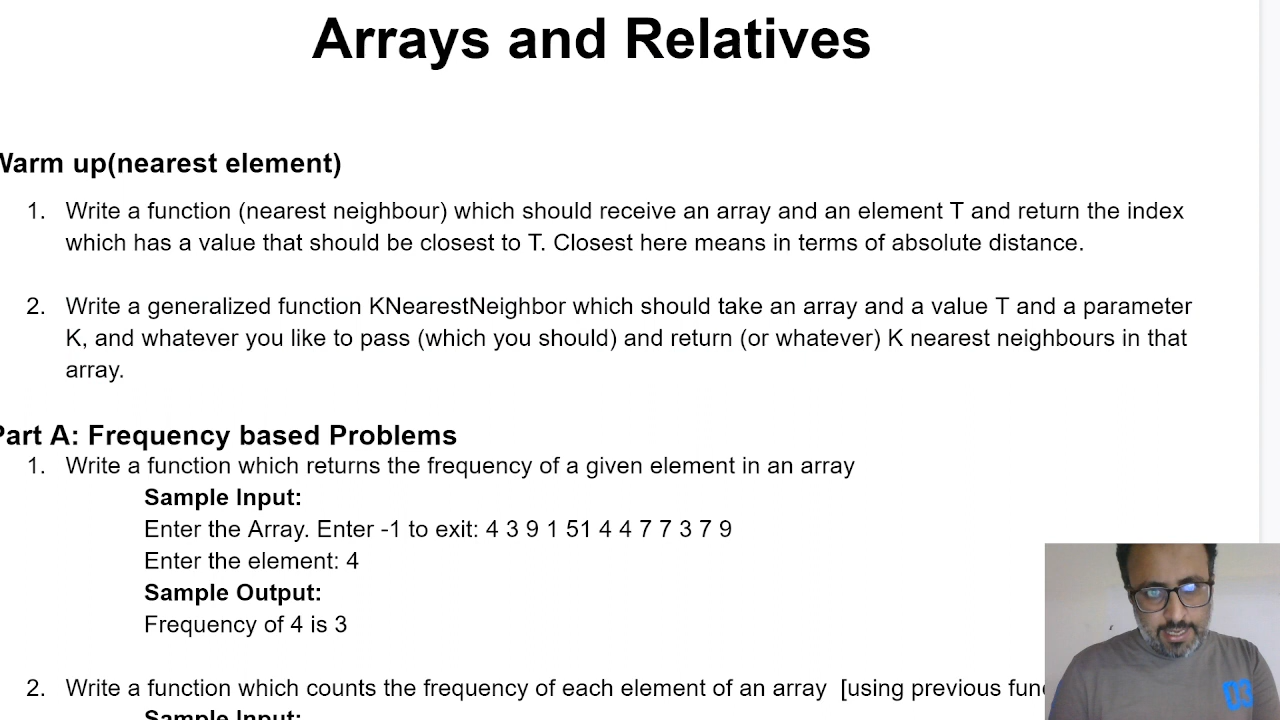 Arrays and Relatives
Warm up(nearest element)
1. Write a function (nearest neighbour) which should receive an array and an element T and return the index
which has a value that should be closest to T. Closest here means in terms of absolute distance.
2. Write a generalized function KNearestNeighbor which should take an array and a value T and a parameter
K, and whatever you like to pass (which you should) and return (or whatever) K nearest neighbours in that
array.
Part A: Frequency based Problems
1. Write a function which returns the frequency of a given element in an array
Sample Input:
Enter the Array. Enter -1 to exit: 4 3 9 1 51 4 4 7 7 3 7 9
Enter the element: 4
Sample Output:
Frequency of 4 is 3
2. Write a function which counts the frequency of each element of an array [using previous func
Sample Input: